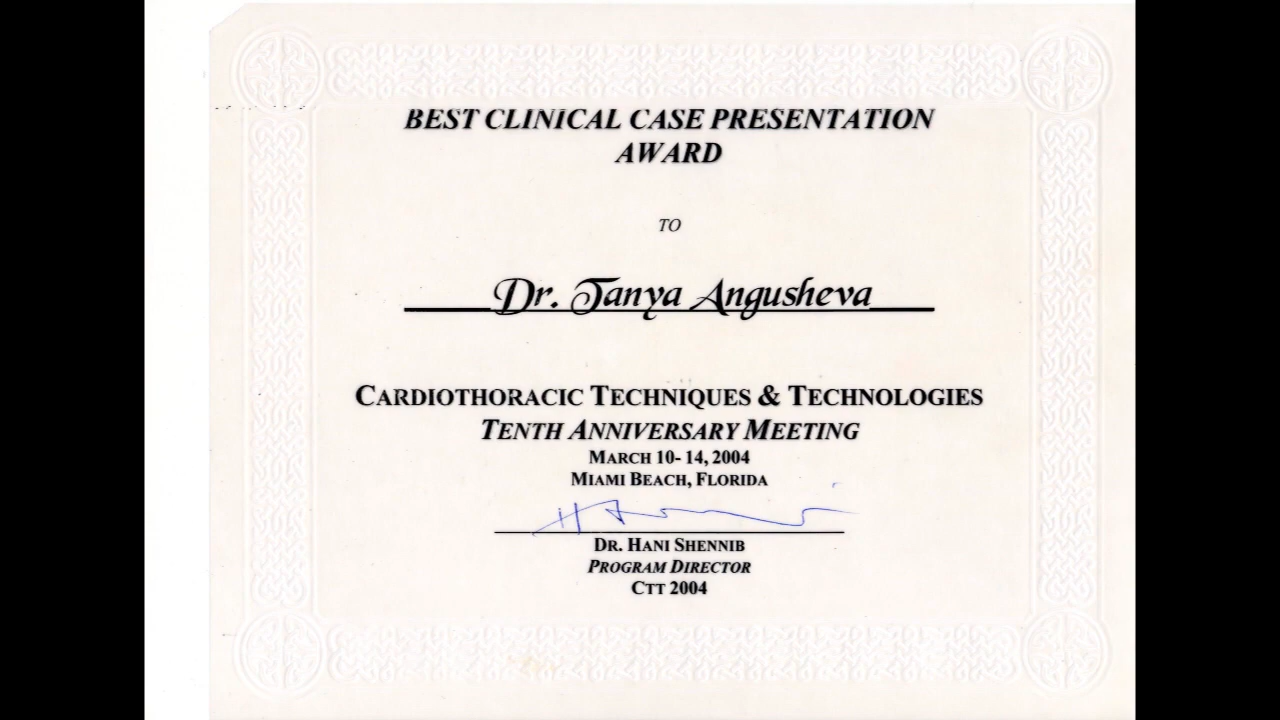 BEST CLINICAL CASE PRESENTATION
AWARD
TO
Dr. Tanya Angusheva
CARDIOTHORACIC TECHNIQUES & TECHNOLOGIES
TENTH ANNIVERSARY MEETING
MARCH 10- 14, 2004
MIAMI BEACH, FLORIDA
DR. HANI SHENNIB
PROGRAM DIRECTOR
CTT 2004